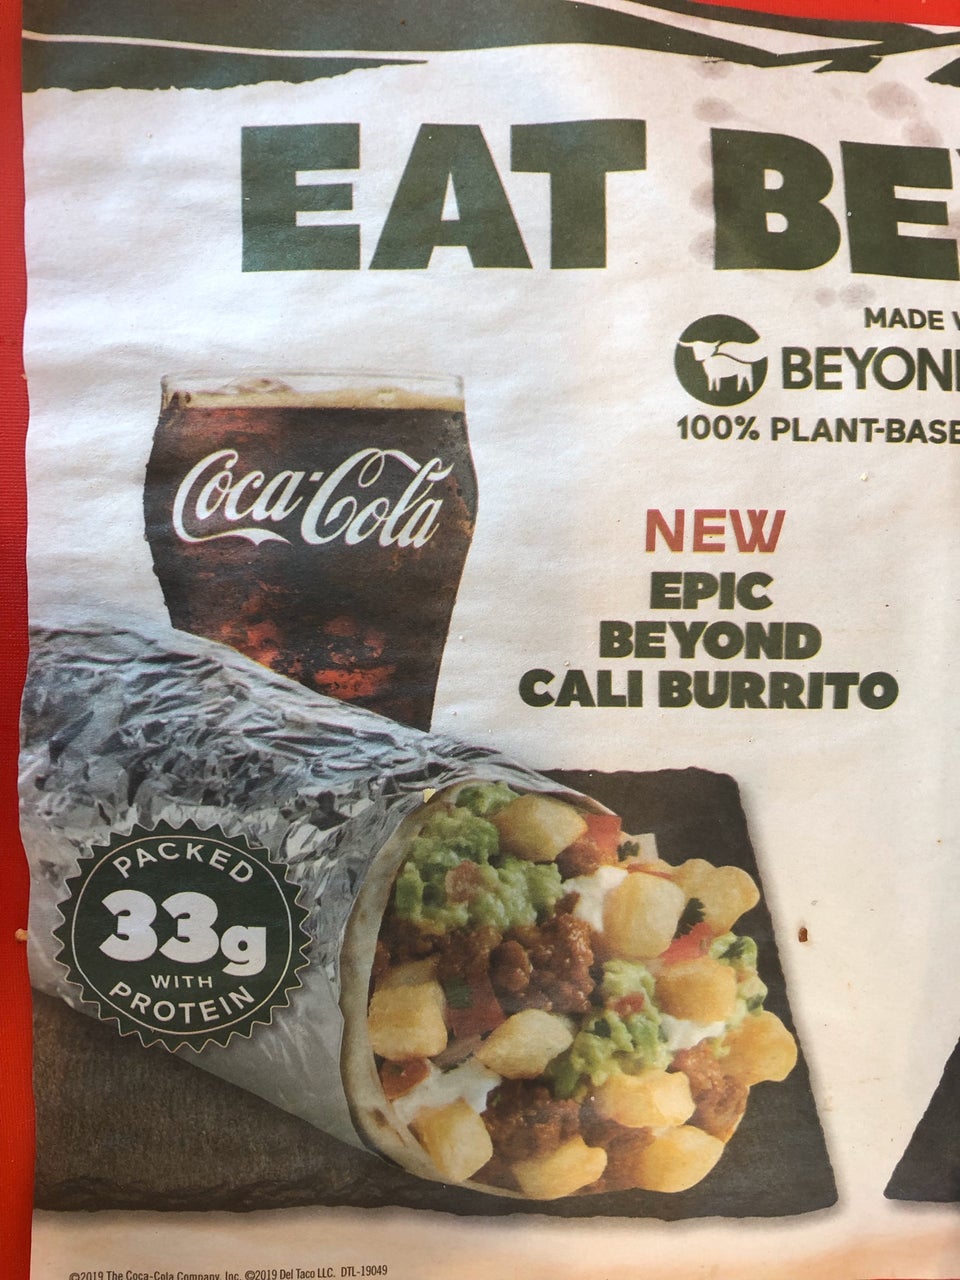 EAT BE
MADE
BEYON
100% PLANT-BASE
Coca-Cola
NEW
EPIC
BEYOND
CALI BURRITO
PACKED
33g
WITH
PROTEIN
©2019 The Coca-Cola Company, Inc. ©2019 Del Taco LLC. DTL-19049